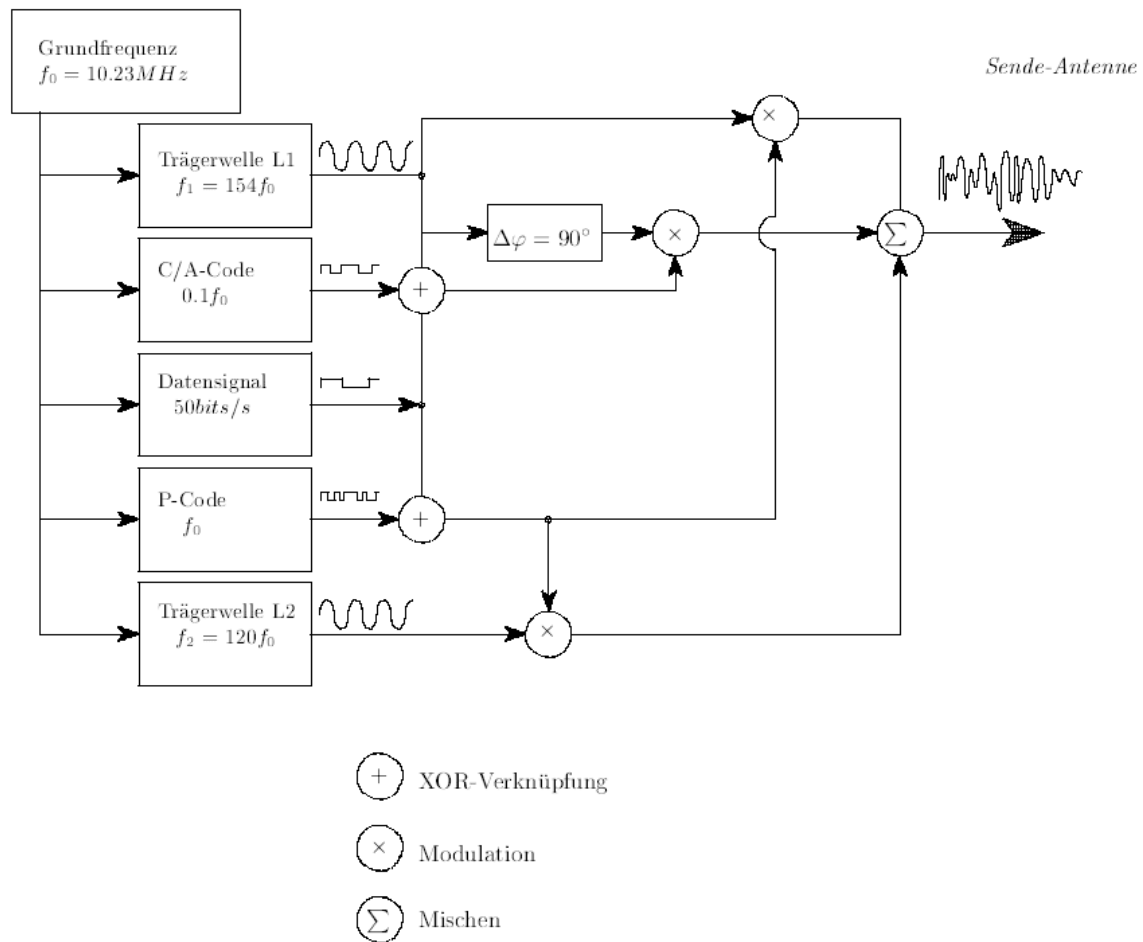 Grundfrequenz
f₀ = 10.23MHz
Sende-Antenne
Trägerwelle L1
f₁ = 154f₀
×
Δφ = 90°
×
∑
C/A-Code
0.1f₀
+
Datensignal
50bits/s
P-Code
f₀
+
Trägerwelle L2
f₂ = 120f₀
×
+ XOR-Verknüpfung
× Modulation
∑ Mischen